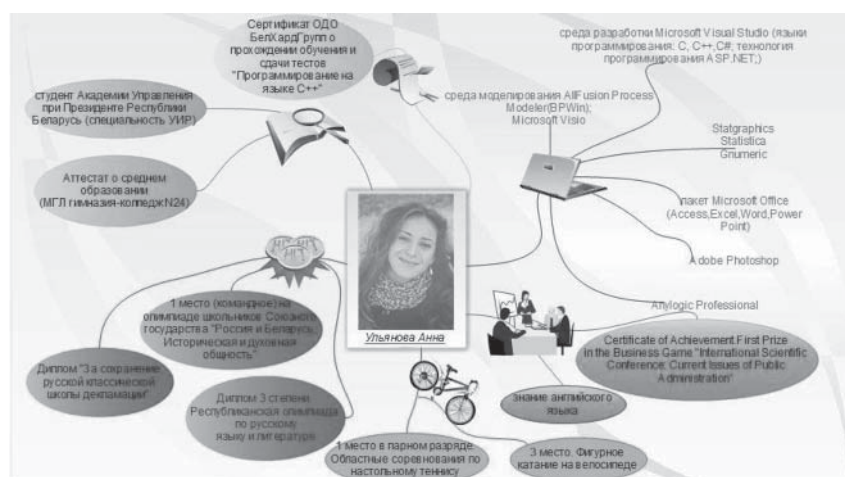 Сертификат ОДО
БелХардГрупп о
прохождении обучения и
сдачи тестов
"Программирование на
языке С++"
студент Академии Управления
при Президенте Республики
Беларусь (специальность УИР)
Аттестат о среднем
образовании
(МГЛ гимназия-колледж N24)
среда разработки Microsoft Visual Studio (языки
программирования: C, C++,C#; технология
программирования ASP.NET;)
среда моделирования AllFusion Process
Modeler(BPWin);
Microsoft Visio
Statgraphics
Statistica
Gnumeric
пакет Microsoft Office
(Access,Excel,Word,Power
Point)
Adobe Photoshop
Anylogic Professional
Ульянова Анна
1 место (командное) на
олимпиаде школьников Союзного
государства "Россия и Беларусь:
Историческая и духовная
общность"
Диплом "За сохранение
русской классической
школы декламации"
Диплом 3 степени.
Республиканская олимпиада
по русскому
языку и литературе
1 место в парном разряде.
Областные соревнования по
настольному теннису
3 место. Фигурное
катание на велосипеде
знание английского
языка
Certificate of Achievement.First Prize
in the Business Game "International Scientific
Conference: Current Issues of Public
Administration"